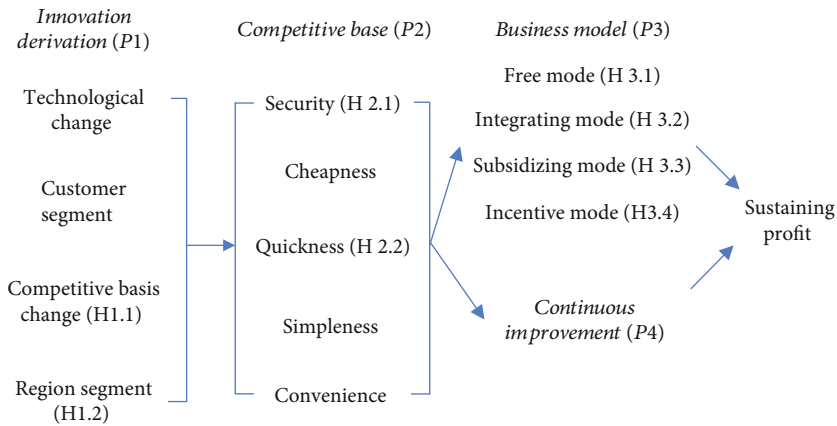 Innovation
derivation (P1)
Technological
change
Customer
segment
Competitive basis
change (H1.1)
Region segment
(H1.2)
Competitive base (P2)
Security (H 2.1)
Cheapness
Quickness (H 2.2)
Simpleness
Convenience
Business model (P3)
Free mode (H 3.1)
Integrating mode (H 3.2)
Subsidizing mode (H 3.3)
Incentive mode (H3.4)
Continuous
improvement (P4)
Sustaining
profit